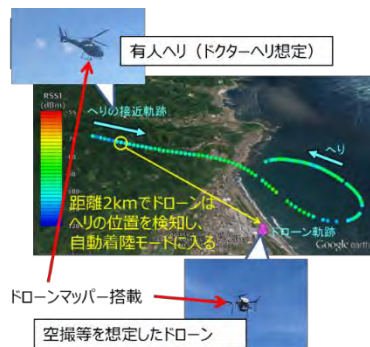 有人ヘリ（ドクターヘリ想定）
RSSI
(dBm)
-55
ヘリの接近軌跡
ヘリ
距離2kmでドローンは
ヘリの位置を検知し、
自動着陸モードに入る
ドローン軌跡
Google earth
ドローンマッパー搭載
空撮等を想定したドローン